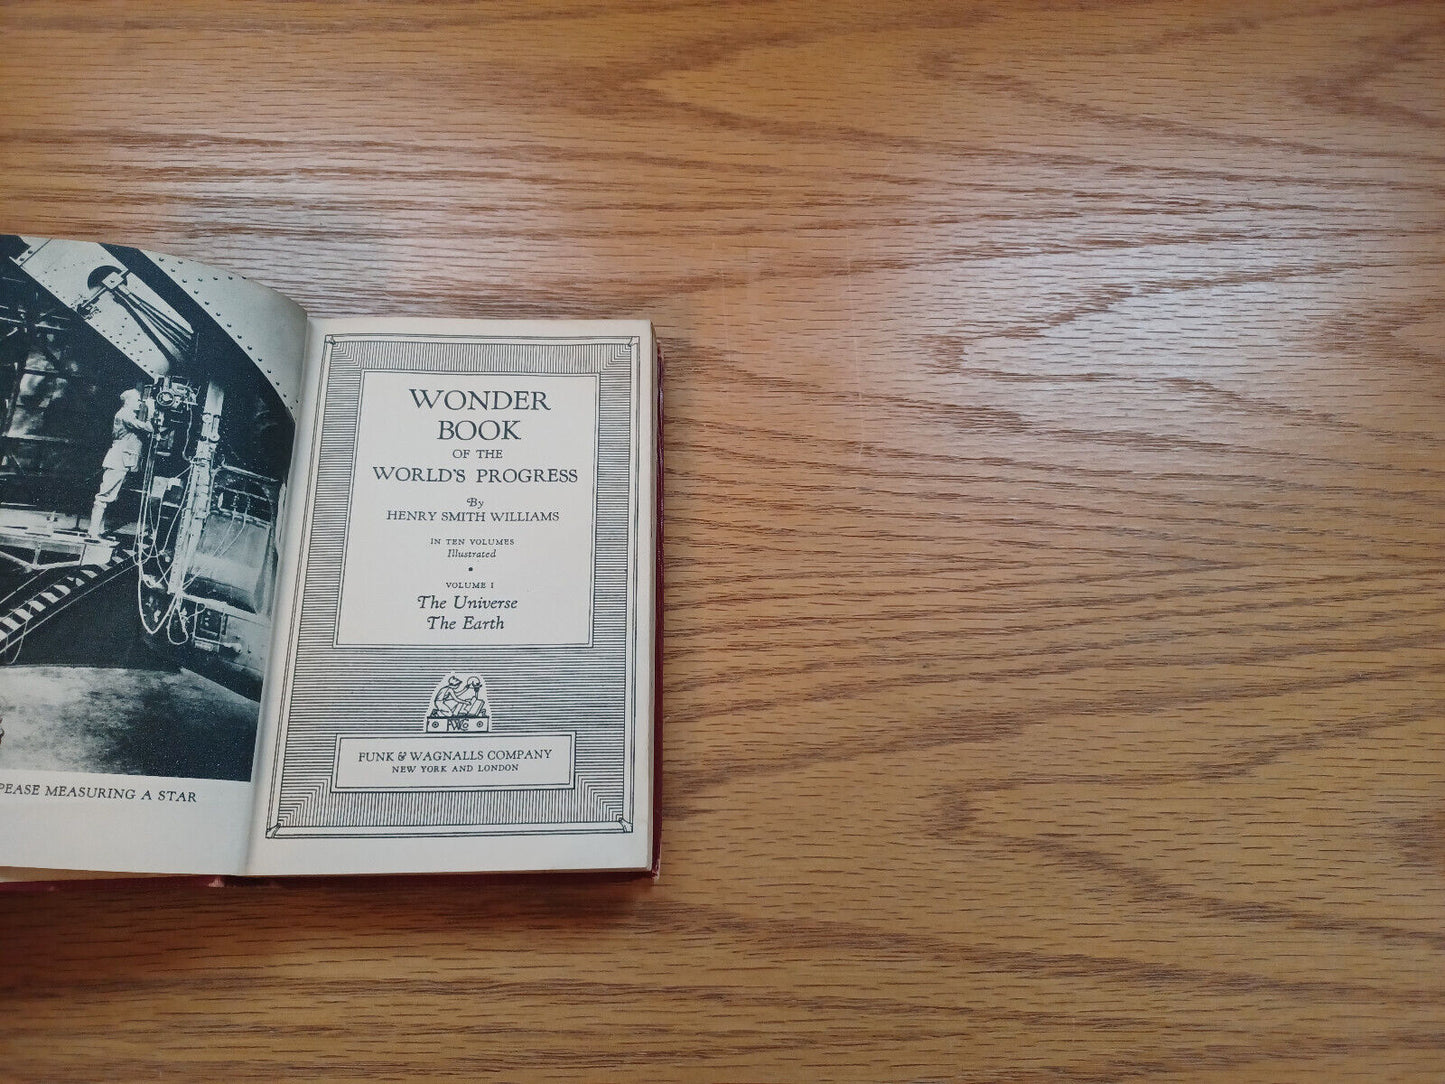 PEASE MEASURING A STAR
WONDER
BOOK
OF THE
WORLD'S PROGRESS
By
HENRY SMITH WILLIAMS
IN TEN VOLUMES
Illustrated
•
VOLUME I
The Universe
The Earth
FUNK & WAGNALLS COMPANY
NEW YORK AND LONDON